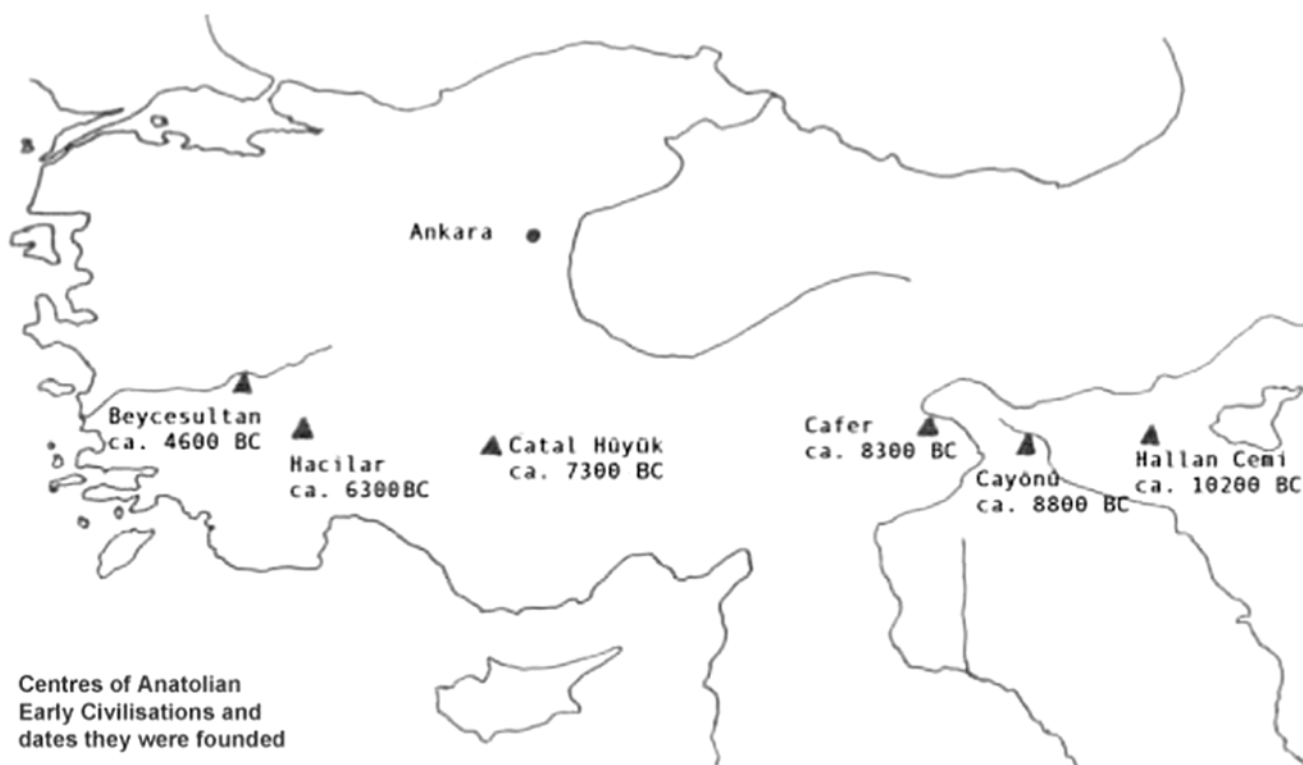 Ankara
Beycesultan
ca. 4600 BC
Hacilar
ca. 6300BC
Catal Hüyük
ca. 7300 BC
Cafer
ca. 8300 BC
Cayönü
ca. 8800 BC
Hallan Cemi
ca. 10200 BC
Centres of Anatolian
Early Civilisations and
dates they were founded